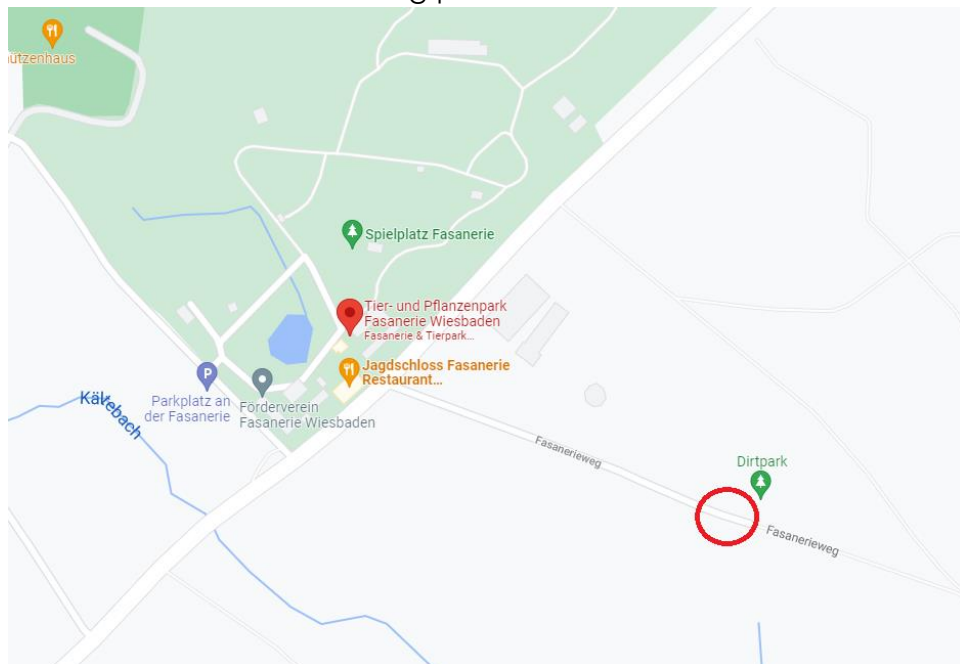 ützenhaus
Spielplatz Fasanerie
Tier- und Pflanzenpark
Fasanerie Wiesbaden
Fasanerie & Tierpark...
Jagdschloss Fasanerie
Restaurant...
P
Parkplatz an
der Fasanerie
Förderverein
Fasanerie Wiesbaden
Kältebach
Fasanerieweg
Dirtpark
Fasanerieweg